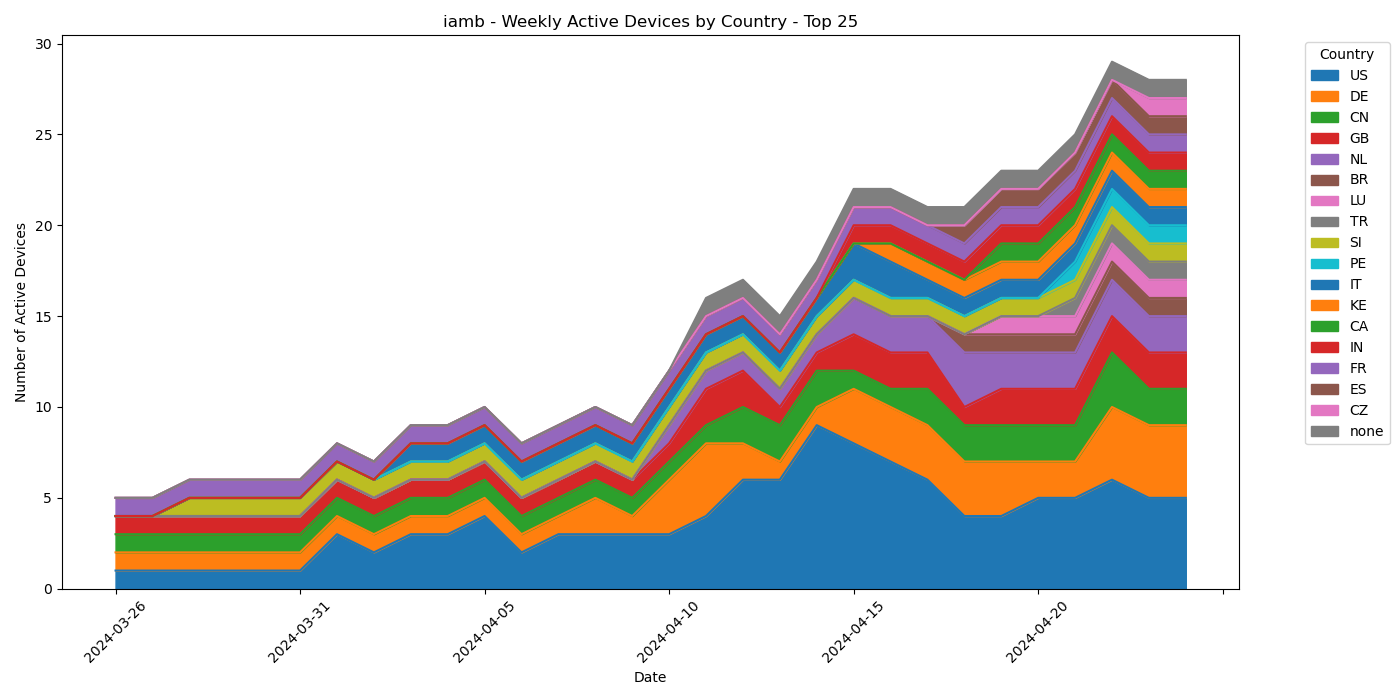 iamb - Weekly Active Devices by Country - Top 25
Number of Active Devices
30
25
20
15
10
5
0
2024-03-26
2024-03-31
2024-04-05
2024-04-10
2024-04-15
2024-04-20
Date
Country
US
DE
CN
GB
NL
BR
LU
TR
SI
PE
IT
KE
CA
IN
FR
ES
CZ
none